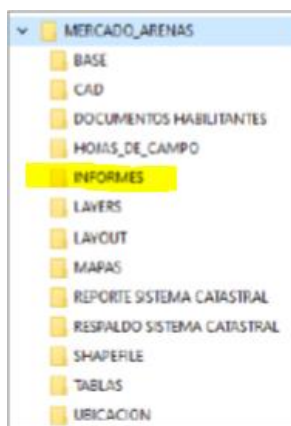 MERCADO_ARENAS
BASE
CAD
DOCUMENTOS HABILITANTES
HOJAS_DE_CAMPO
INFORMES
LAYERS
LAYOUT
MAPAS
REPORTE SISTEMA CATASTRAL
RESPALDO SISTEMA CATASTRAL
SHAPEFILE
TABLAS
UBICACION